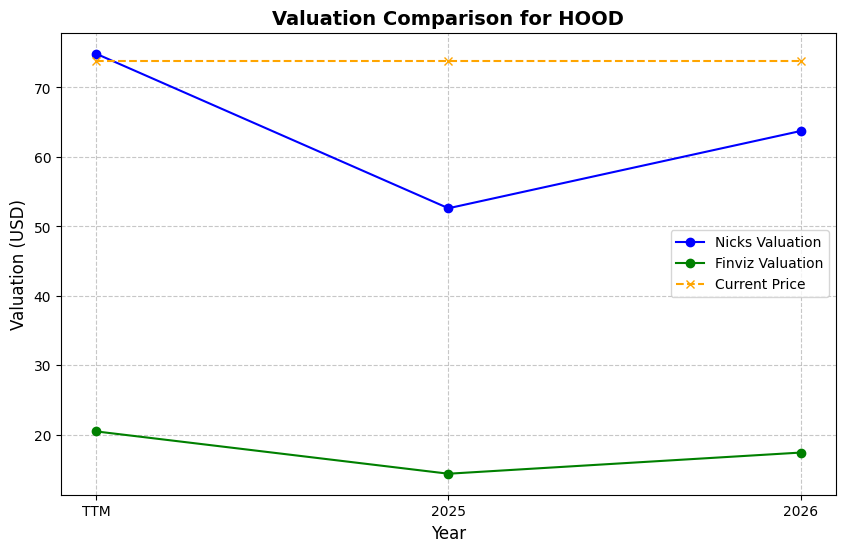 Valuation Comparison for HOOD
Valuation (USD)
70
60
50
40
30
20
Nicks Valuation
Finviz Valuation
Current Price
TTM 2025 2026
Year